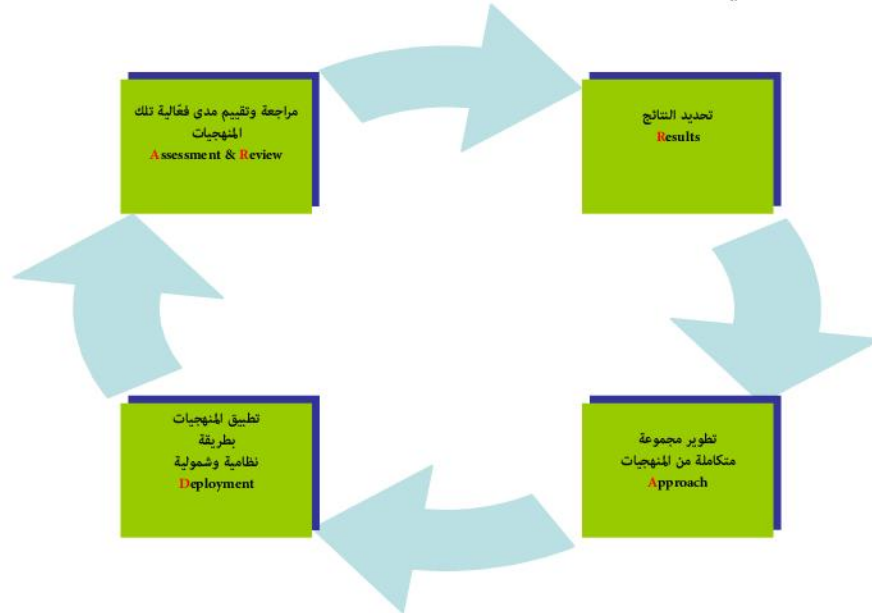 تحديد النتائج
Results
مراجعة وتقييم مدى فعّالية تلك
المنهجيات
Assessment & Review
تطوير مجموعة
متكاملة من المنهجيات
Approach
تطبيق المنهجيات
بطريقة
نظامية وشمولية
Deployment